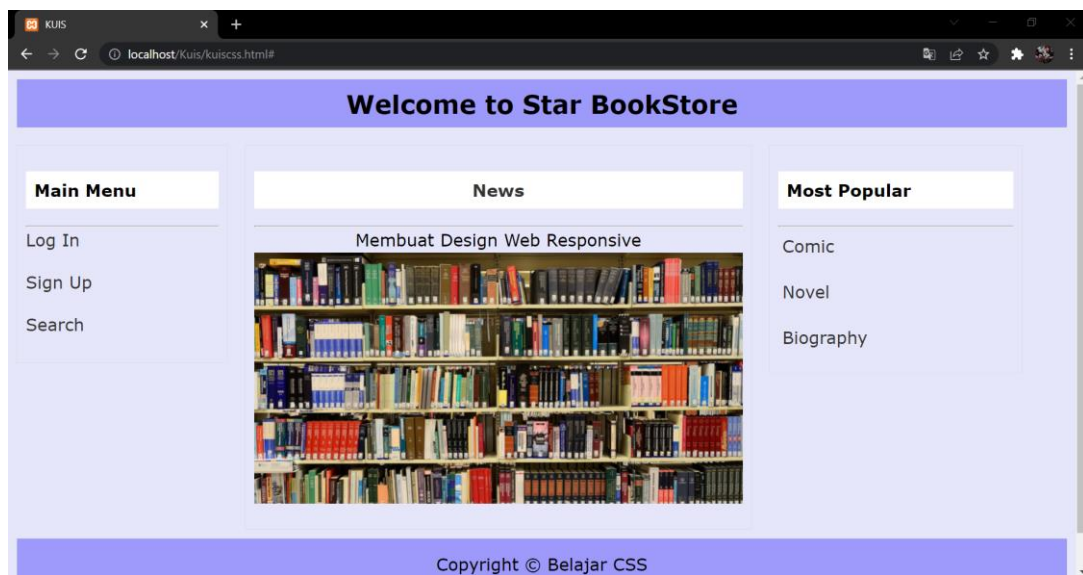 KUIS
localhost/Kuis/kuiscss.html#
Welcome to Star BookStore
Main Menu
Log In
Sign Up
Search
News
Membuat Design Web Responsive
Most Popular
Comic
Novel
Biography
Copyright © Belajar CSS